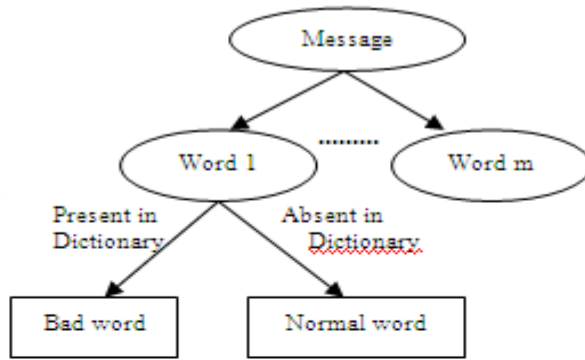 Message
Word 1
.........
Word m
Present in
Dictionary
Absent in
Dictionary
Bad word
Normal word